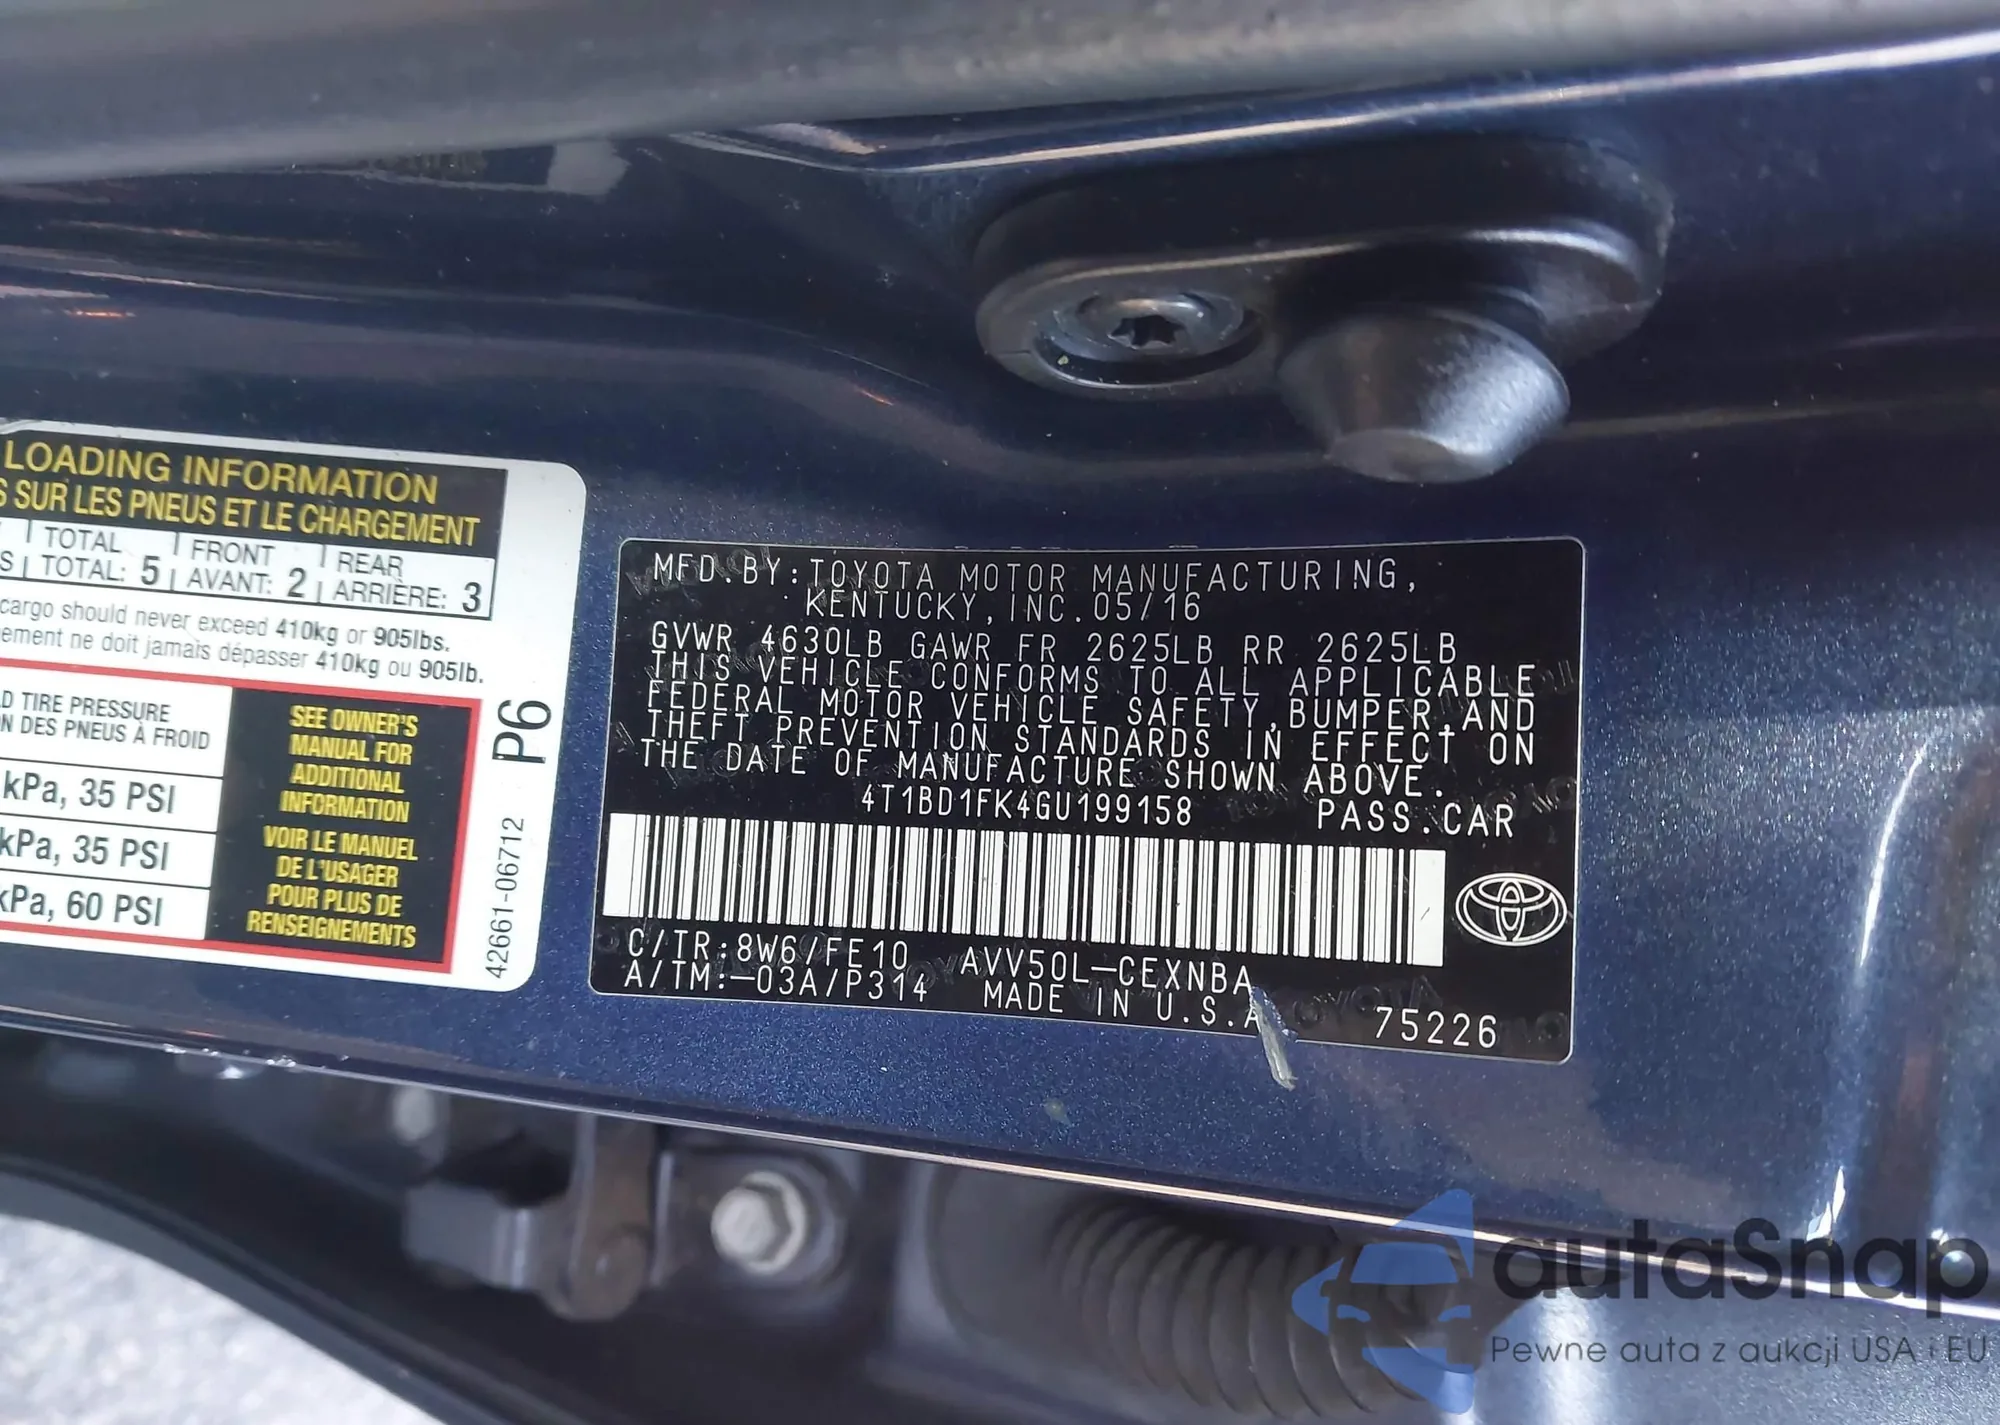 LOADING INFORMATION
SUR LES PNEUS ET LE CHARGEMENT
TOTAL | FRONT | REAR
TOTAL: 5 | AVANT: 2 | ARRIÈRE: 3
cargo should never exceed 410kg or 905lbs.
ne doit jamais dépasser 410kg ou 905lb.
TIRE PRESSURE
DES PNEUS À FROID
kPa, 35 PSI
kPa, 35 PSI
kPa, 60 PSI
SEE OWNER'S
MANUAL FOR
ADDITIONAL
INFORMATION
VOIR LE MANUEL
DE L'USAGER
POUR PLUS DE
RENSEIGNEMENTS
P6
42661-06712
MFD.BY:TOYOTA MOTOR MANUFACTURING,
KENTUCKY,INC.05/16
GVWR 4630LB GAWR FR 2625LB RR 2625LB
THIS VEHICLE CONFORMS TO ALL APPLICABLE
FEDERAL MOTOR VEHICLE SAFETY,BUMPER,AND
THEFT PREVENTION STANDARDS IN EFFECT ON
THE DATE OF MANUFACTURE SHOWN ABOVE.
4T1BD1FK4GU199158 PASS.CAR
C/TR:8W6/FE10 AVV50L-CEXNBA
A/TM:-03A/P314 MADE IN U.S.A
75226
autaSnap
Pewne auta z aukcji USA i EU